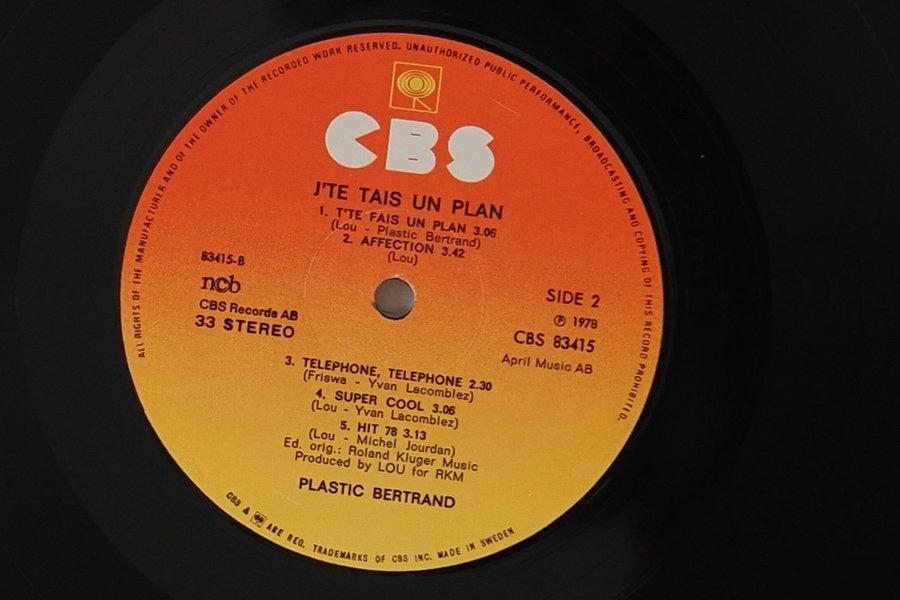 ALL RIGHTS OF THE MANUFACTURER AND OF THE OWNER OF THE RECORDED WORK RESERVED. UNAUTHORIZED PUBLIC PERFORMANCE, BROADCASTING AND COPYING OF THIS RECORD PROHIBITED.
CBS
J'TE TAIS UN PLAN
1. T'TE FAIS UN PLAN 3.06
(Lou - Plastic Bertrand)
2. AFFECTION 3.42
(Lou)
83415-B
ncb
CBS Records AB
33 STEREO
SIDE 2
℗ 1978
CBS 83415
April Music AB
3. TELEPHONE, TELEPHONE 2.30
(Friswa - Yvan Lacomblez)
4. SUPER COOL 3.06
(Lou - Yvan Lacomblez)
5. HIT 78 3.13
(Lou - Michel Jourdan)
Ed. orig.: Roland Kluger Music
Produced by LOU for RKM
PLASTIC BERTRAND
CBS & ARE REG. TRADEMARKS OF CBS INC. MADE IN SWEDEN